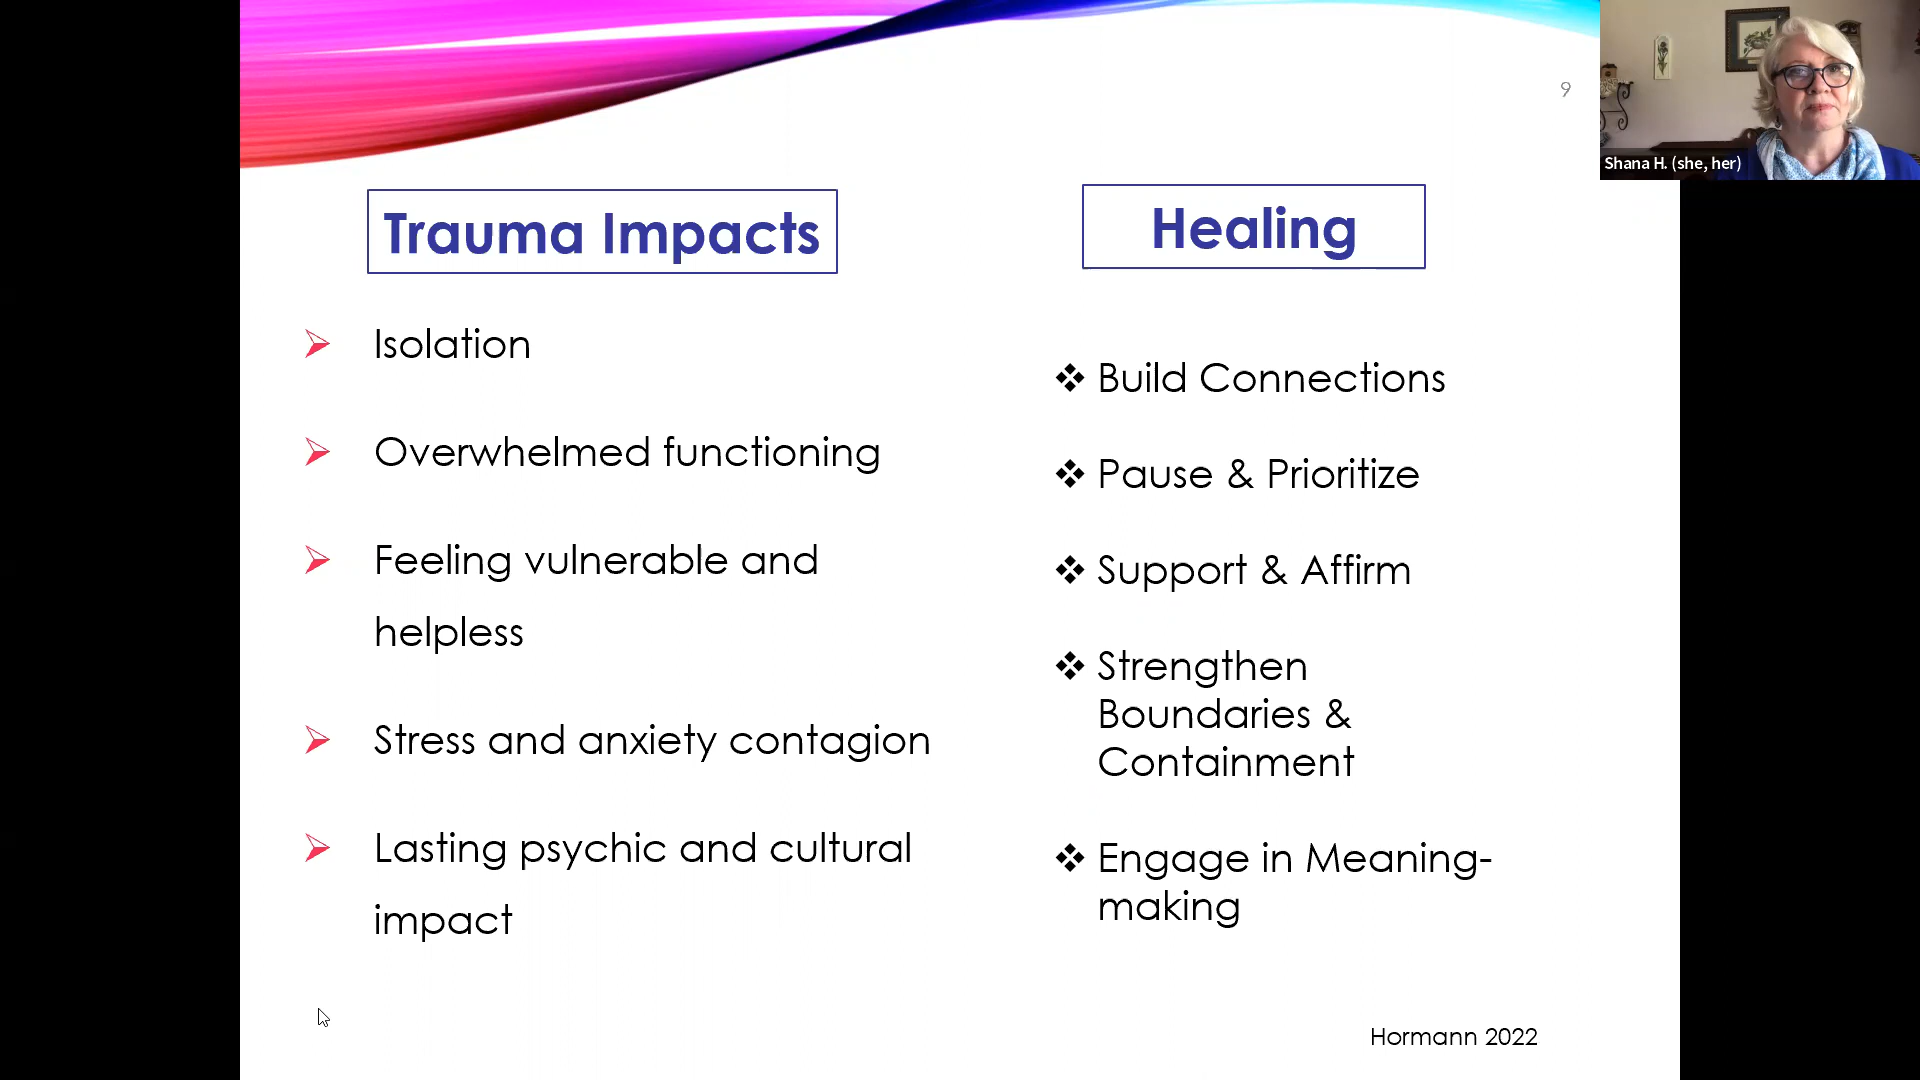 9
Shana H. (she, her)
Trauma Impacts
Isolation
Overwhelmed functioning
Feeling vulnerable and
helpless
Stress and anxiety contagion
Lasting psychic and cultural
impact
Healing
Build Connections
Pause & Prioritize
Support & Affirm
Strengthen
Boundaries &
Containment
Engage in Meaning-
making
Hormann 2022